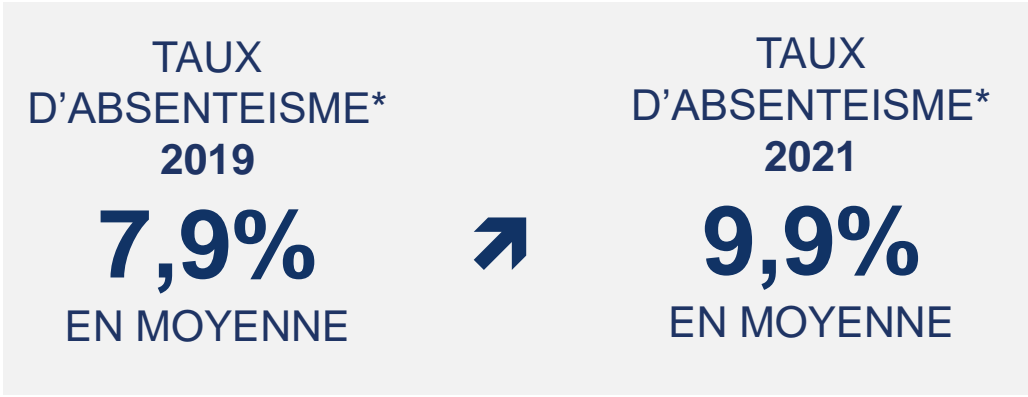 TAUX
D’ABSENTEISME*
2019
7,9%
EN MOYENNE
TAUX
D’ABSENTEISME*
2021
9,9%
EN MOYENNE